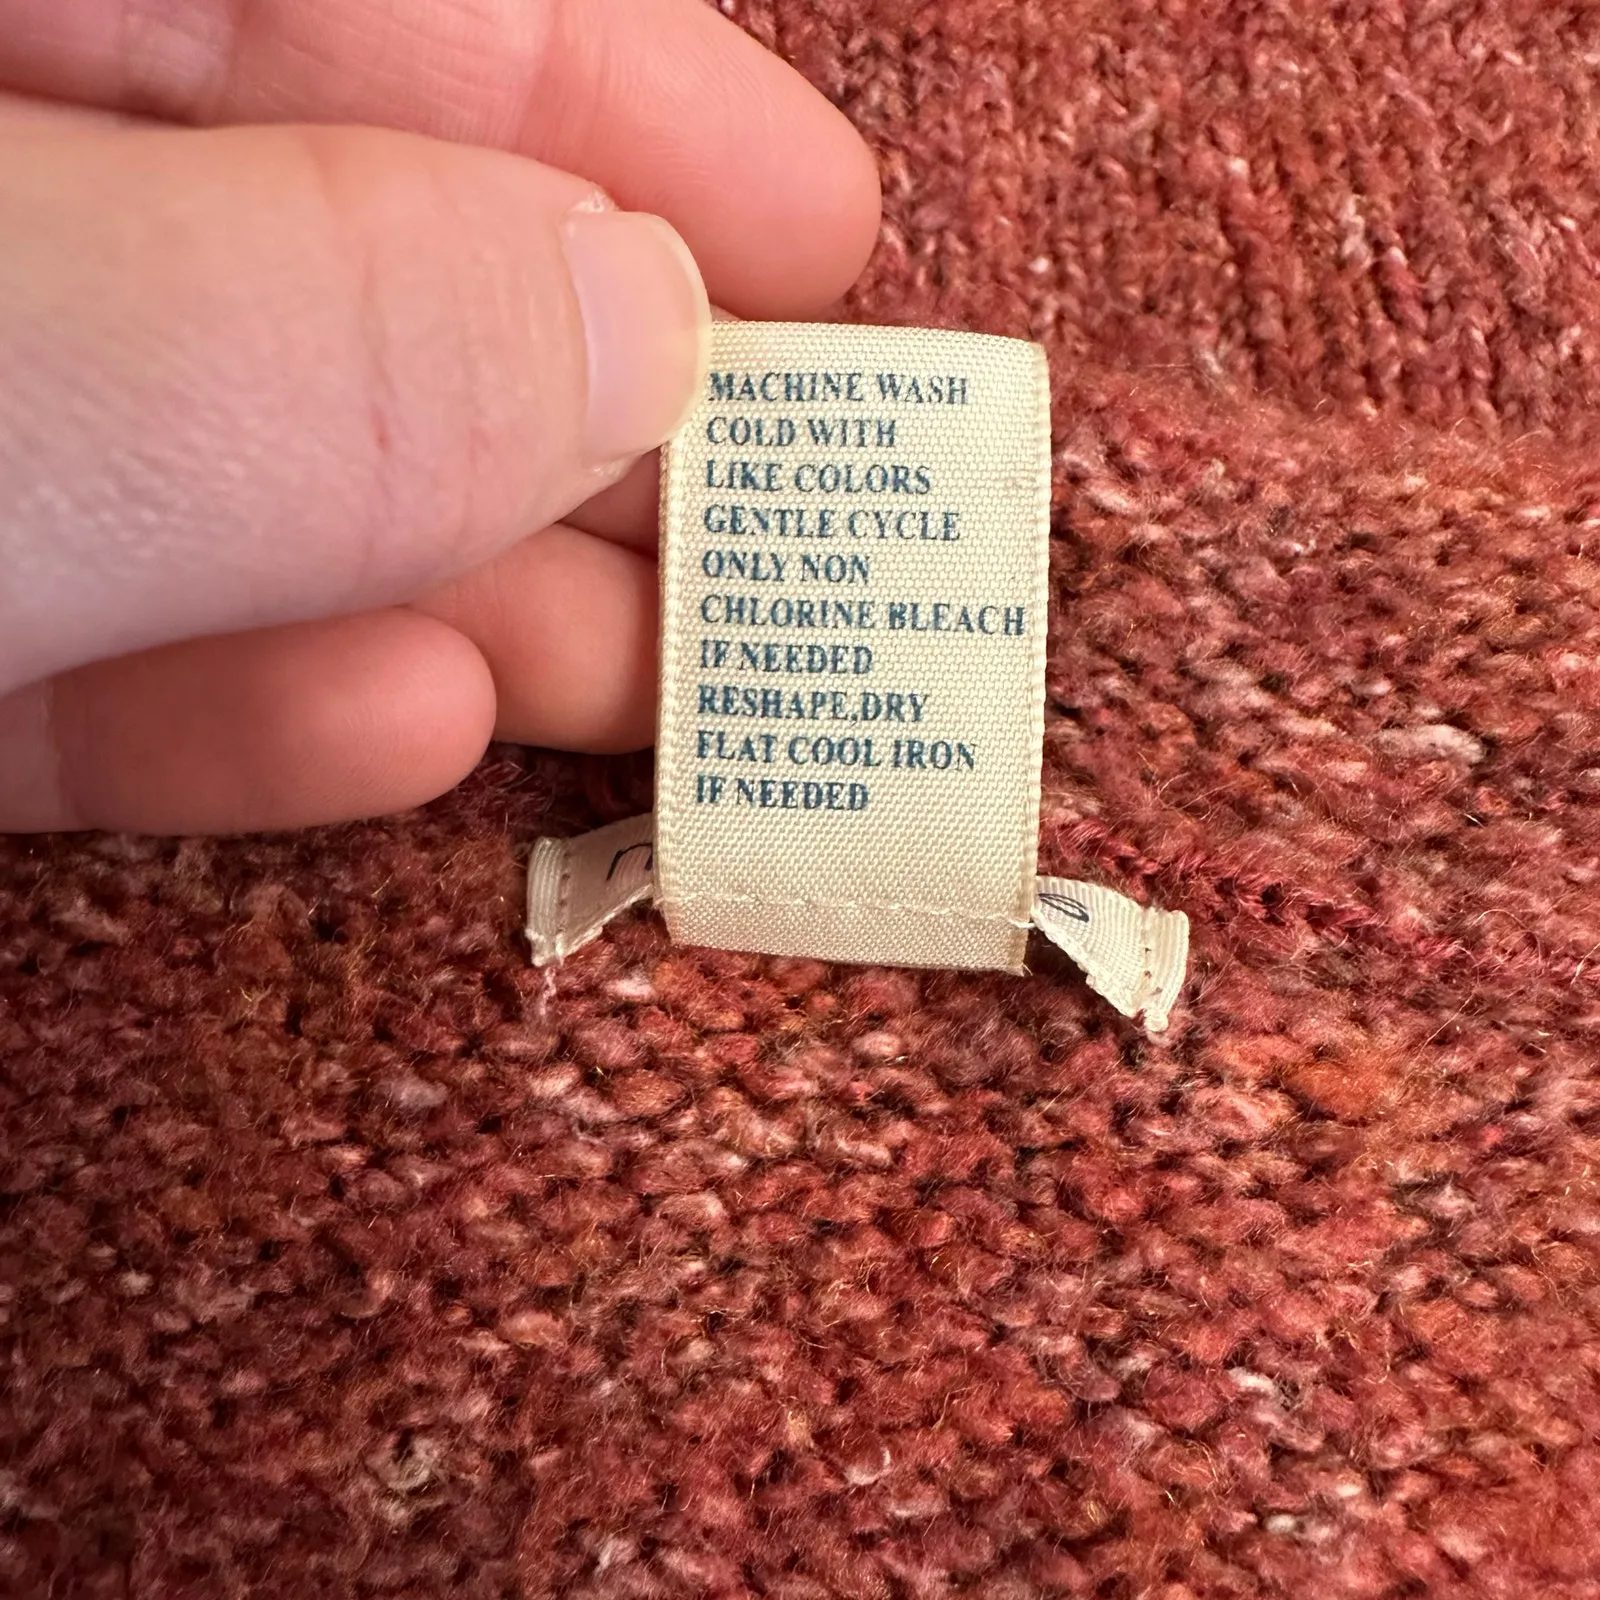 MACHINE WASH
COLD WITH
LIKE COLORS
GENTLE CYCLE
ONLY NON
CHLORINE BLEACH
IF NEEDED
RESHAPE,DRY
FLAT COOL IRON
IF NEEDED